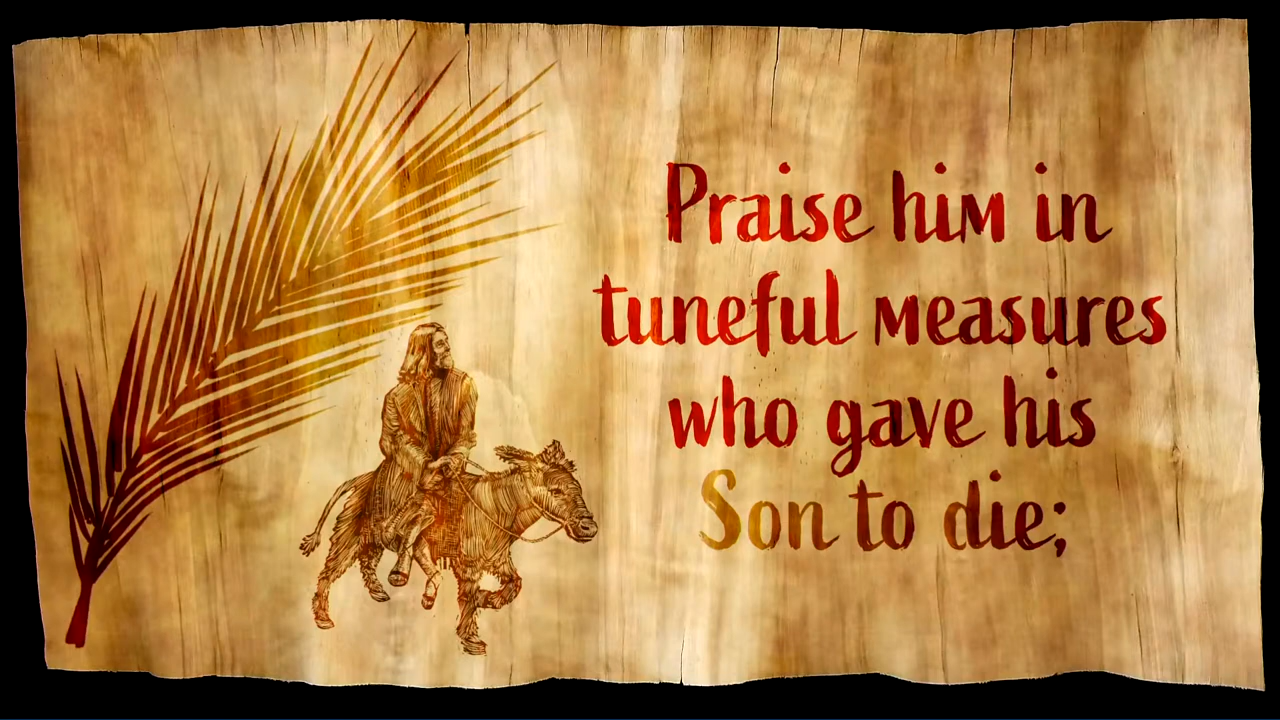 Praise him in
tuneful measures
who gave his
Son to die;